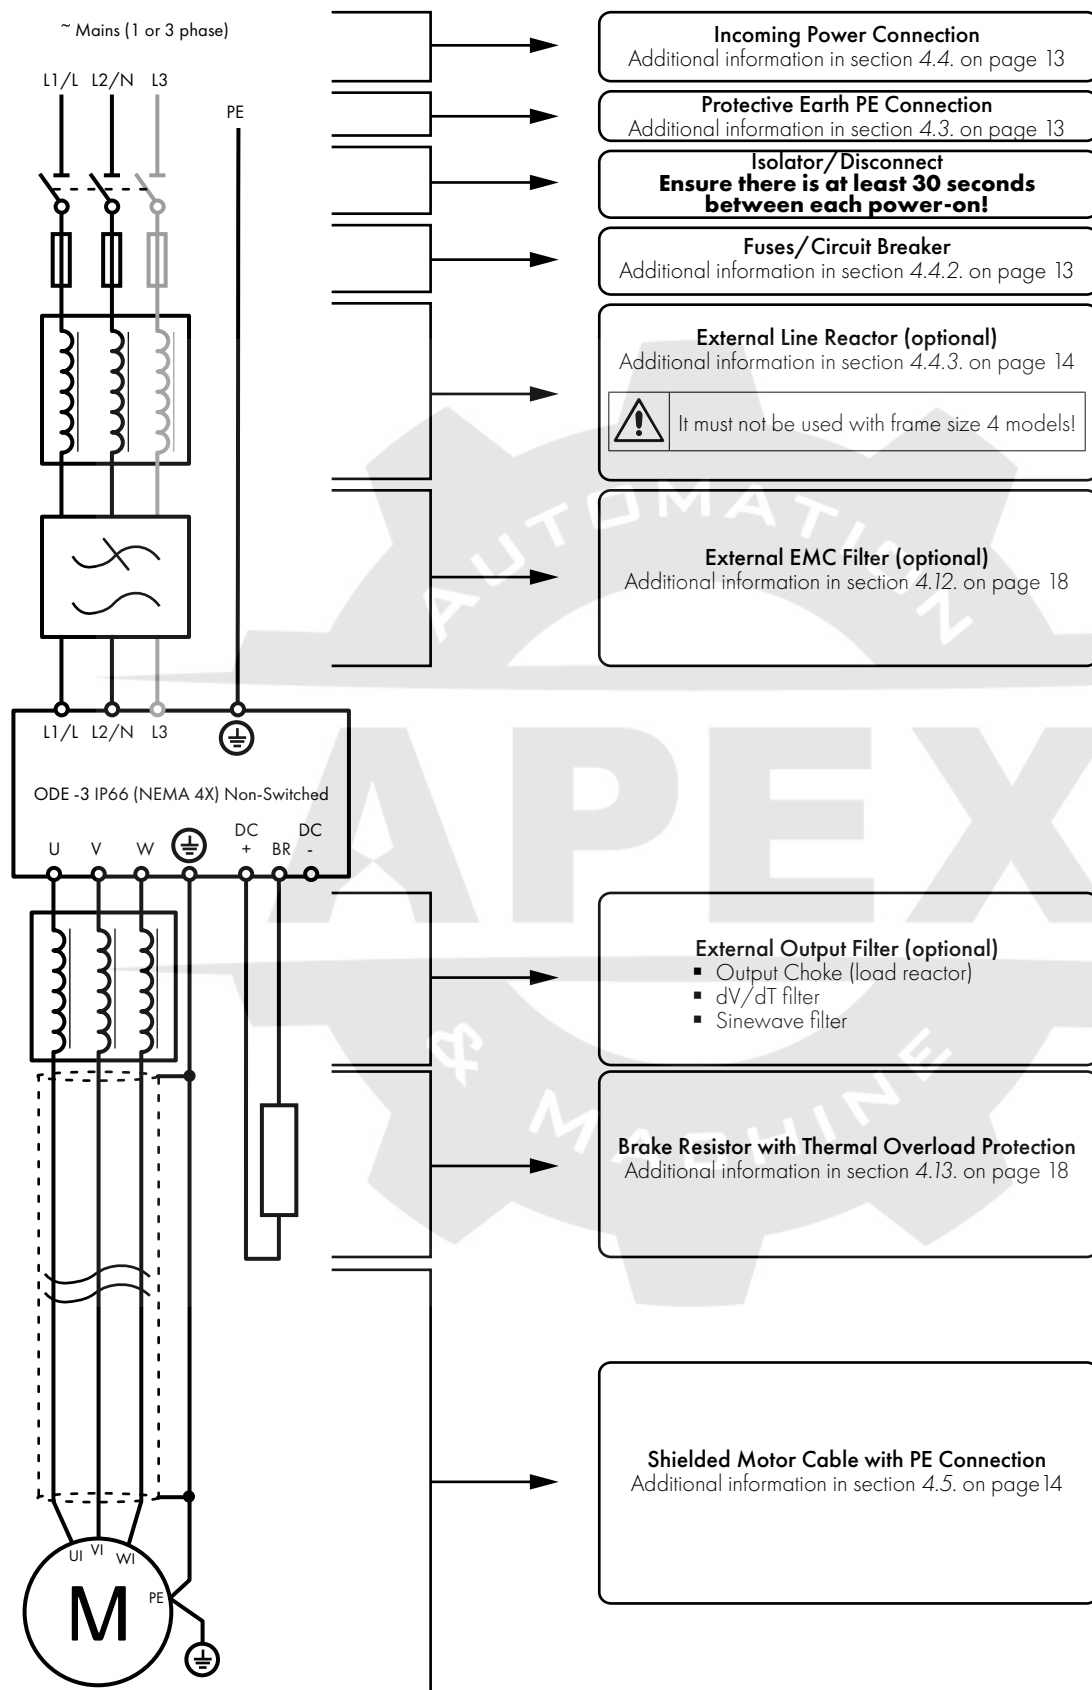 ~ Mains (1 or 3 phase)
L1/L L2/N L3
PE
Incoming Power Connection
Additional information in section 4.4. on page 13
Protective Earth PE Connection
Additional information in section 4.3. on page 13
Isolator/Disconnect
Ensure there is at least 30 seconds
between each power-on!
Fuses/Circuit Breaker
Additional information in section 4.4.2. on page 13
External Line Reactor (optional)
Additional information in section 4.4.3. on page 14
It must not be used with frame size 4 models!
External EMC Filter (optional)
Additional information in section 4.12. on page 18
L1/L L2/N L3
ODE -3 IP66 (NEMA 4X) Non-Switched
U V W DC + BR DC -
External Output Filter (optional)
▪ Output Choke (load reactor)
▪ dV/dT filter
▪ Sinewave filter
Brake Resistor with Thermal Overload Protection
Additional information in section 4.13. on page 18
Shielded Motor Cable with PE Connection
Additional information in section 4.5. on page14
UI VI WI
M
PE
AUTOMATION
APEX
& MACHINE